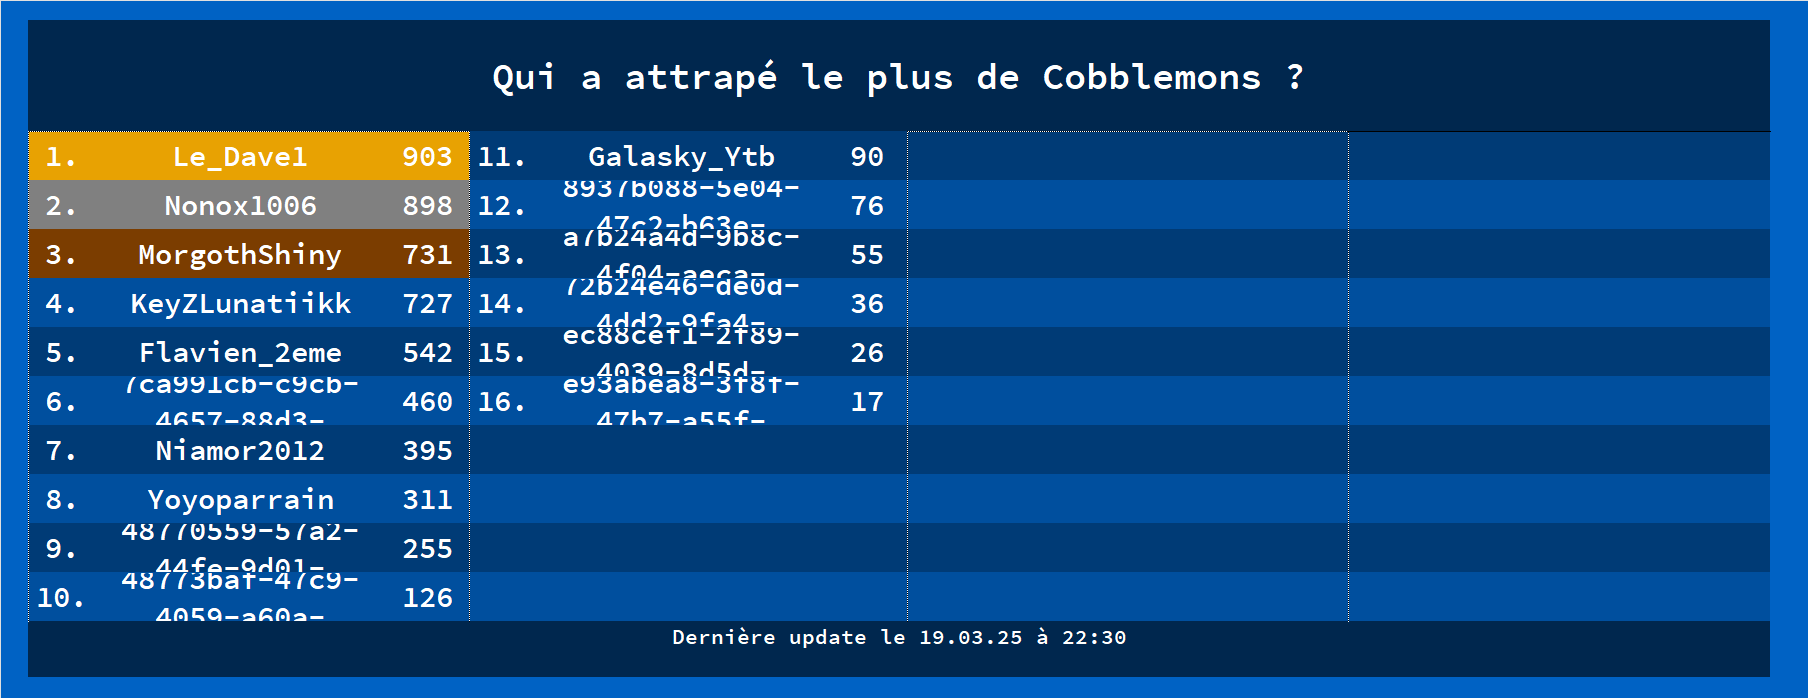 Qui a attrapé le plus de Cobblemons ?
1. Le_Dave1 903
2. Nonox1006 898
3. MorgothShiny 731
4. KeyZLunatiikk 727
5. Flavien_2eme 542
6. 7ca991cb-c9cb- 460
4657-88d3-
7. Niamor2012 395
8. Yoyoparrain 311
9. 48770559-57a2- 255
44fe-9d01-
10. 48773baf-47c9- 126
4059-a60a-
11. Galasky_Ytb 90
12. 8937b088-5e04- 76
47c2-b63e-
13. a7b24a4d-9b8c- 55
4f04-aeca-
14. 72b24e46-de0d- 36
4dd2-9fa4-
15. ec88cef1-2f89- 26
4039-8d5d-
16. e93abea8-3f8f- 17
47b7-a55f-
Dernière update le 19.03.25 à 22:30